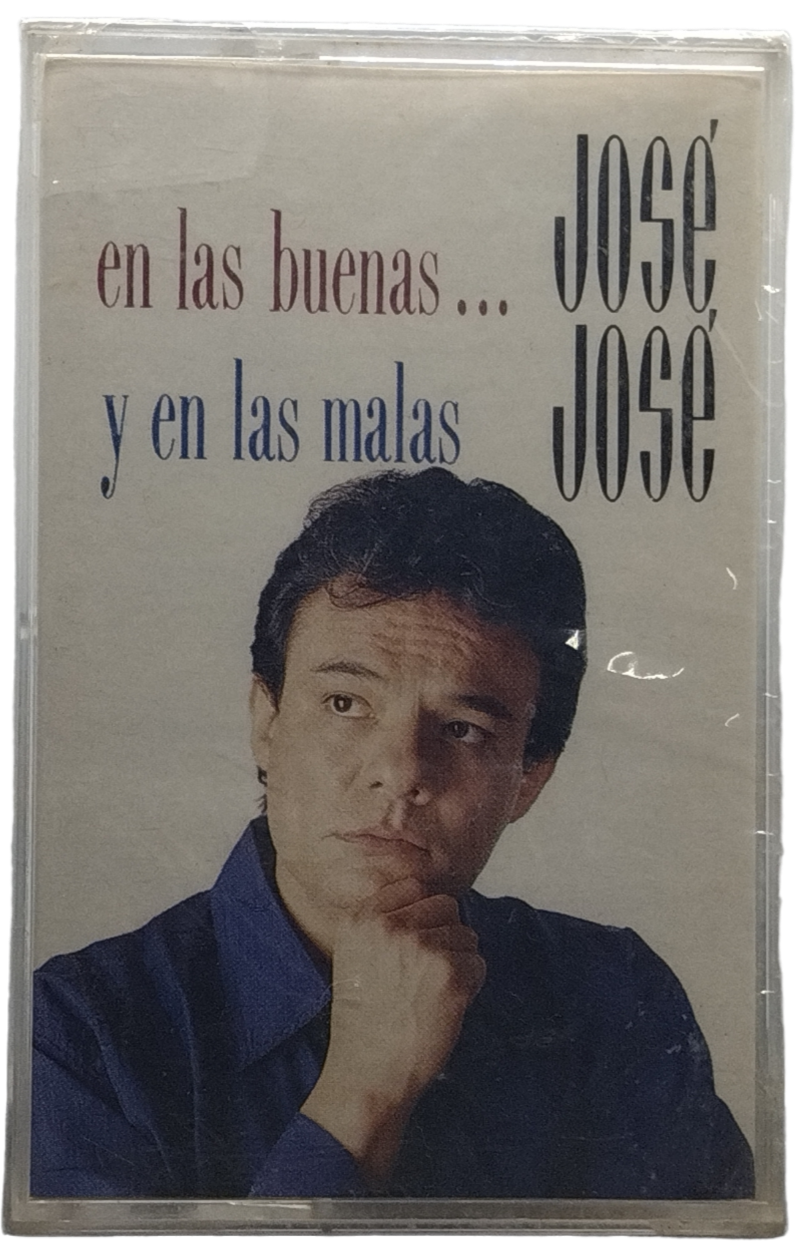 en las buenas...
y en las malas
José
José